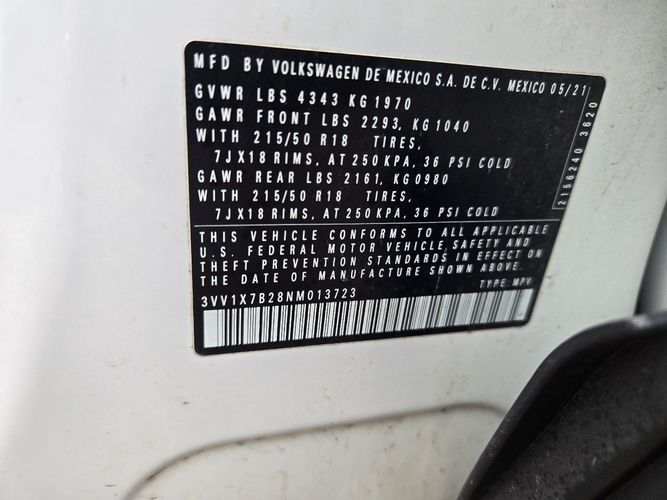 MFD BY VOLKSWAGEN DE MEXICO S.A. DE C.V. MEXICO 05/21
GVWR LBS 4343 KG 1970
GAWR FRONT LBS 2293, KG 1040
WITH 215/50 R18 TIRES,
7JX18 RIMS, AT 250 KPA, 36 PSI COLD
GAWR REAR LBS 2161, KG 0980
WITH 215/50 R18 TIRES,
7JX18 RIMS, AT 250 KPA, 36 PSI COLD
2156240 3620
THIS VEHICLE CONFORMS TO ALL APPLICABLE
U.S. FEDERAL MOTOR VEHICLE SAFETY AND
THEFT PREVENTION STANDARDS IN EFFECT ON
THE DATE OF MANUFACTURE SHOWN ABOVE.
3VV1X7B28NM013723 TYPE: MPV